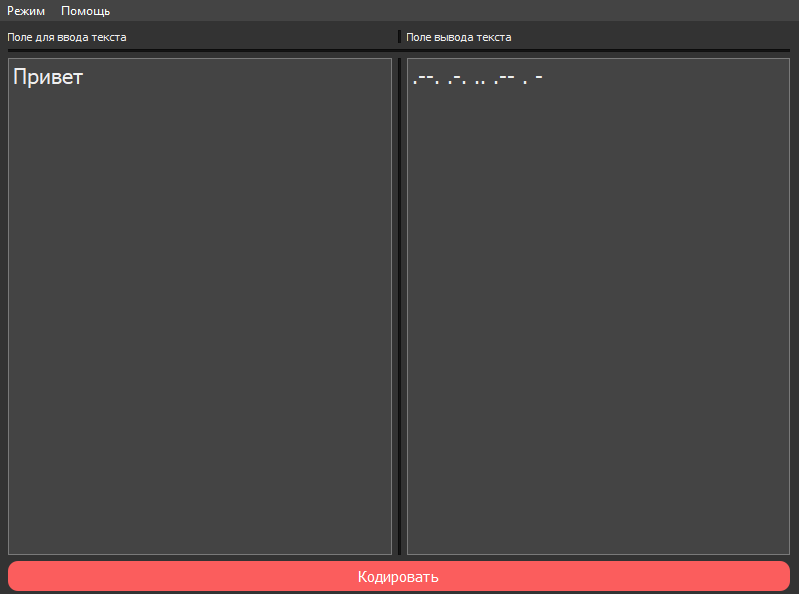 Режим Помощь
Поле для ввода текста
Поле вывода текста
Привет
.--. .-. .. .-- . -
Кодировать